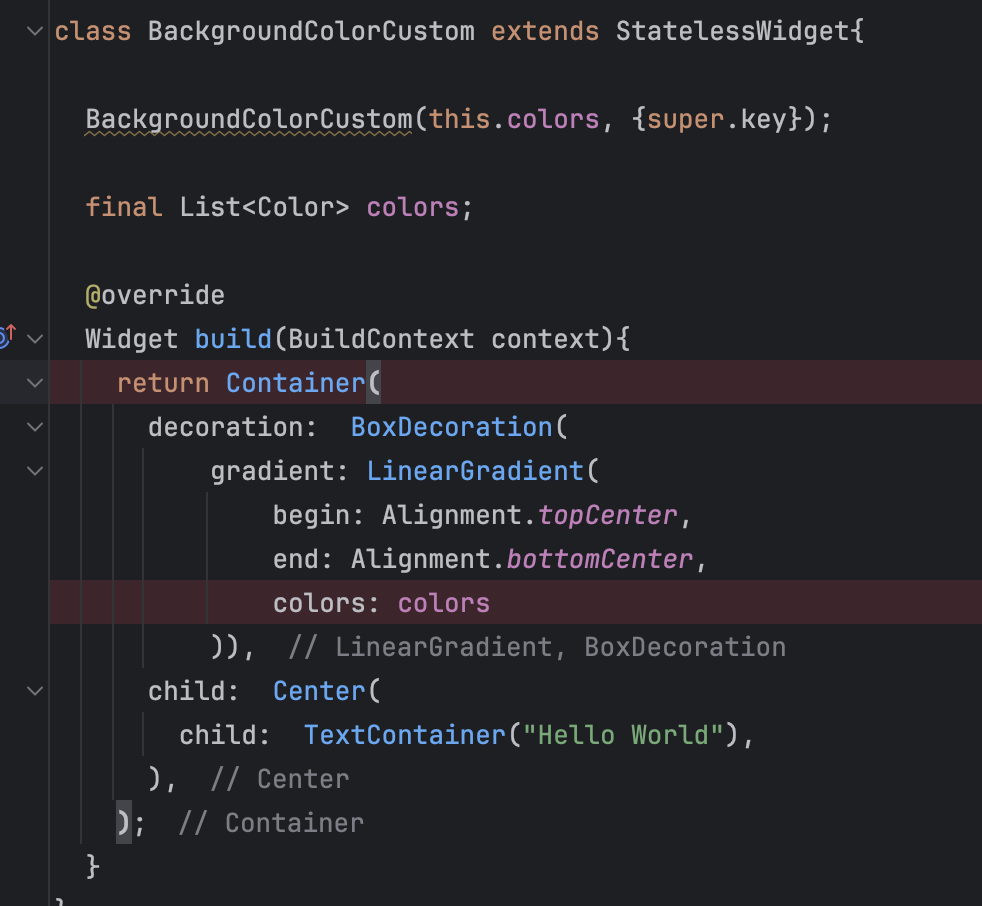 class BackgroundColorCustom extends StatelessWidget{
BackgroundColorCustom(this.colors, {super.key});
final List<Color> colors;
@override
Widget build(BuildContext context){
return Container(
decoration:  BoxDecoration(
gradient: LinearGradient(
begin: Alignment.topCenter,
end: Alignment.bottomCenter,
colors: colors
)),  // LinearGradient, BoxDecoration
child:  Center(
child:  TextContainer("Hello World"),
),  // Center
);  // Container
}
}